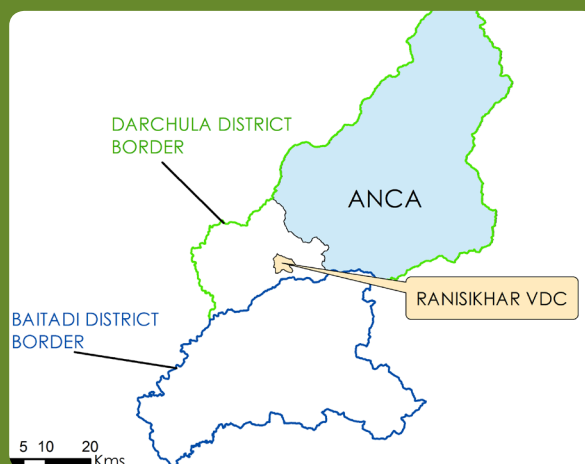 DARCHULA DISTRICT
BORDER
ANCA
RANISIKHAR VDC
BAITADI DISTRICT
BORDER
5 10 20
Kms